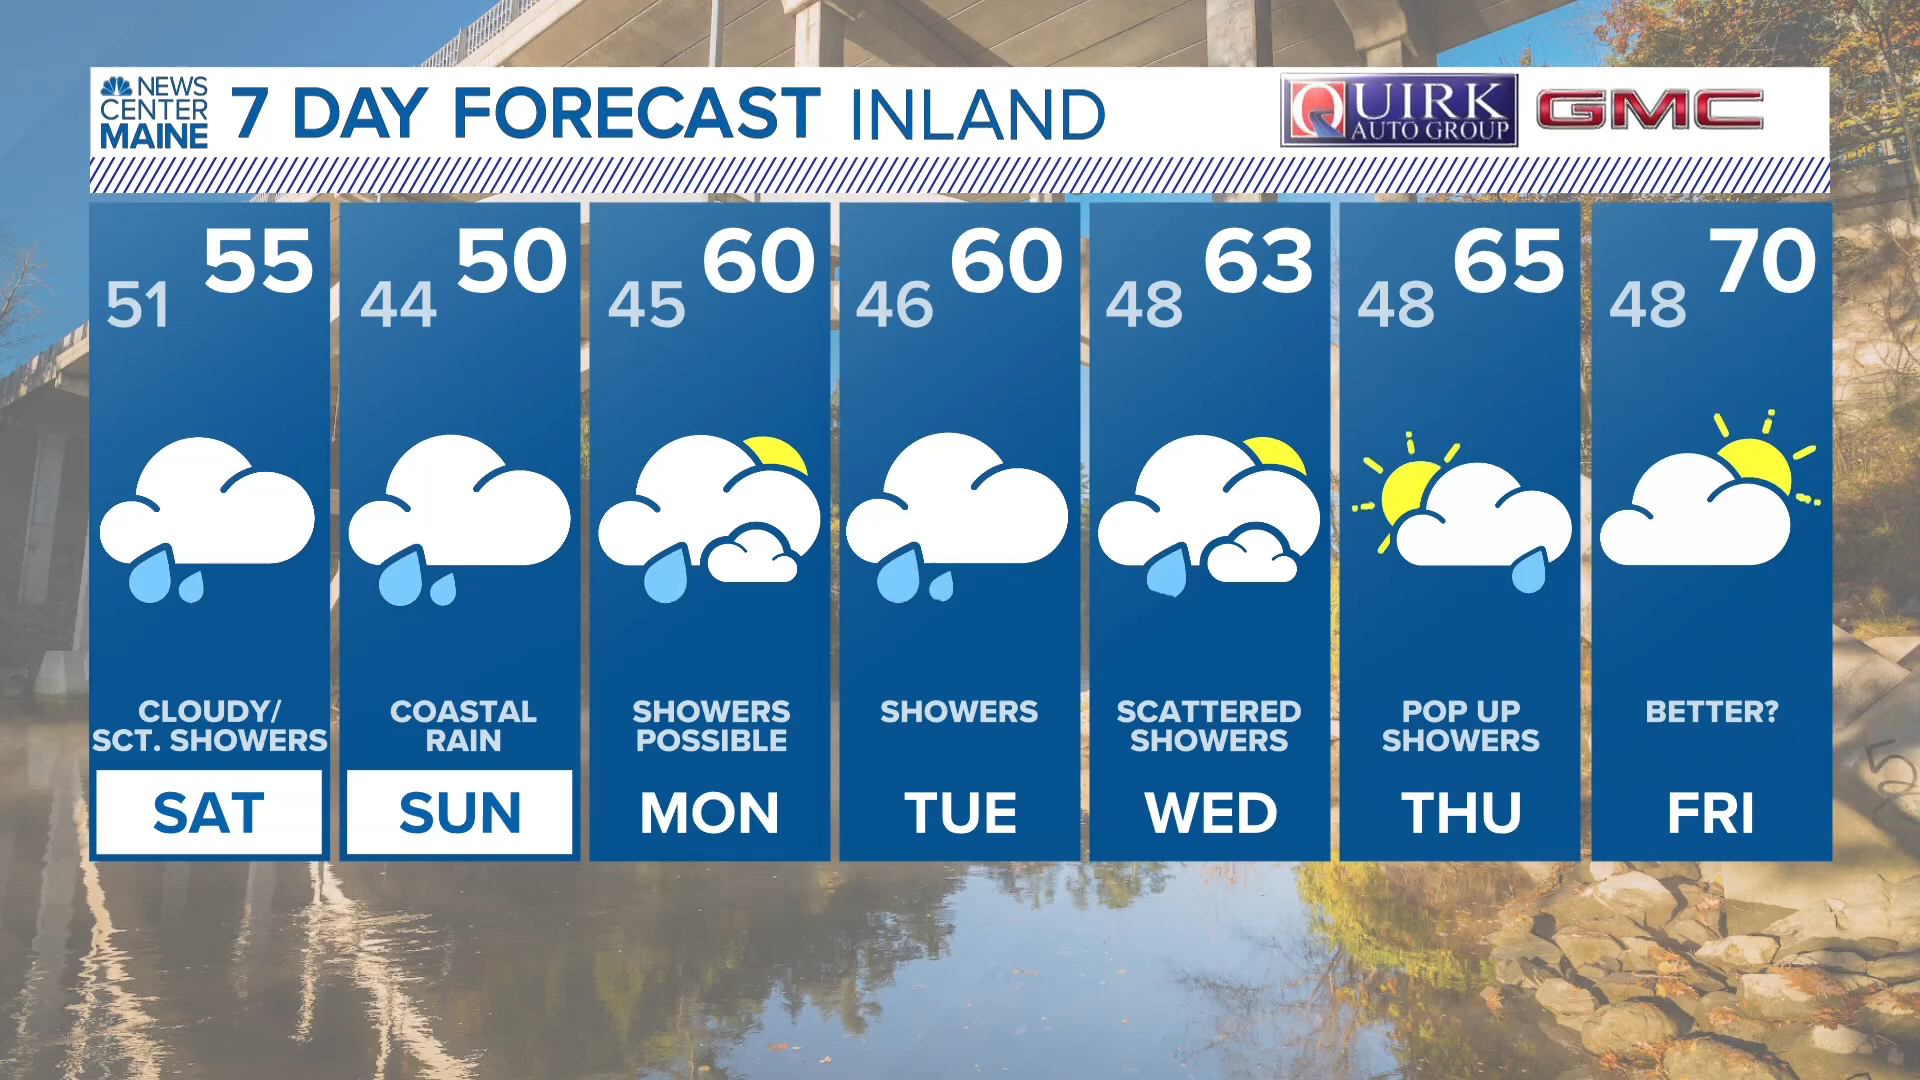 NEWS
CENTER
MAINE
7 DAY FORECAST INLAND
QUIRK
AUTO GROUP
GMC
51 55
CLOUDY/
SCT. SHOWERS
SAT
44 50
COASTAL
RAIN
SUN
45 60
SHOWERS
POSSIBLE
MON
46 60
SHOWERS
TUE
48 63
SCATTERED
SHOWERS
WED
48 65
POP UP
SHOWERS
THU
48 70
BETTER?
FRI